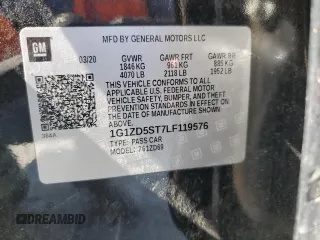 MFD BY GENERAL MOTORS LLC
GM
03/20
GVWR GAWR FRT GAWR RR
1846 KG 961 KG 885 KG
4070 LB 2118 LB 1952 LB
THIS VEHICLE CONFORMS TO ALL
APPLICABLE U.S. FEDERAL MOTOR
VEHICLE SAFETY, BUMPER, AND
THEFT PREVENTION STANDARDS
IN EFFECT ON THE DATE OF
MANUFACTURE SHOWN ABOVE.
1G1ZD5ST7LF119576
TYPE: PASS CAR
MODEL: 761ZD69
© DREAMBID